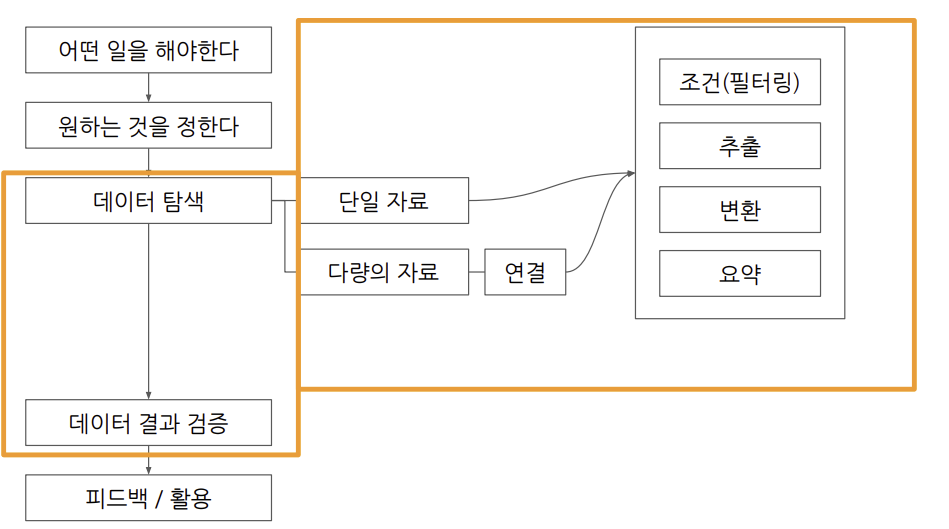 어떤 일을 해야한다
원하는 것을 정한다
데이터 탐색
단일 자료
다량의 자료
연결
조건(필터링)
추출
변환
요약
데이터 결과 검증
피드백 / 활용